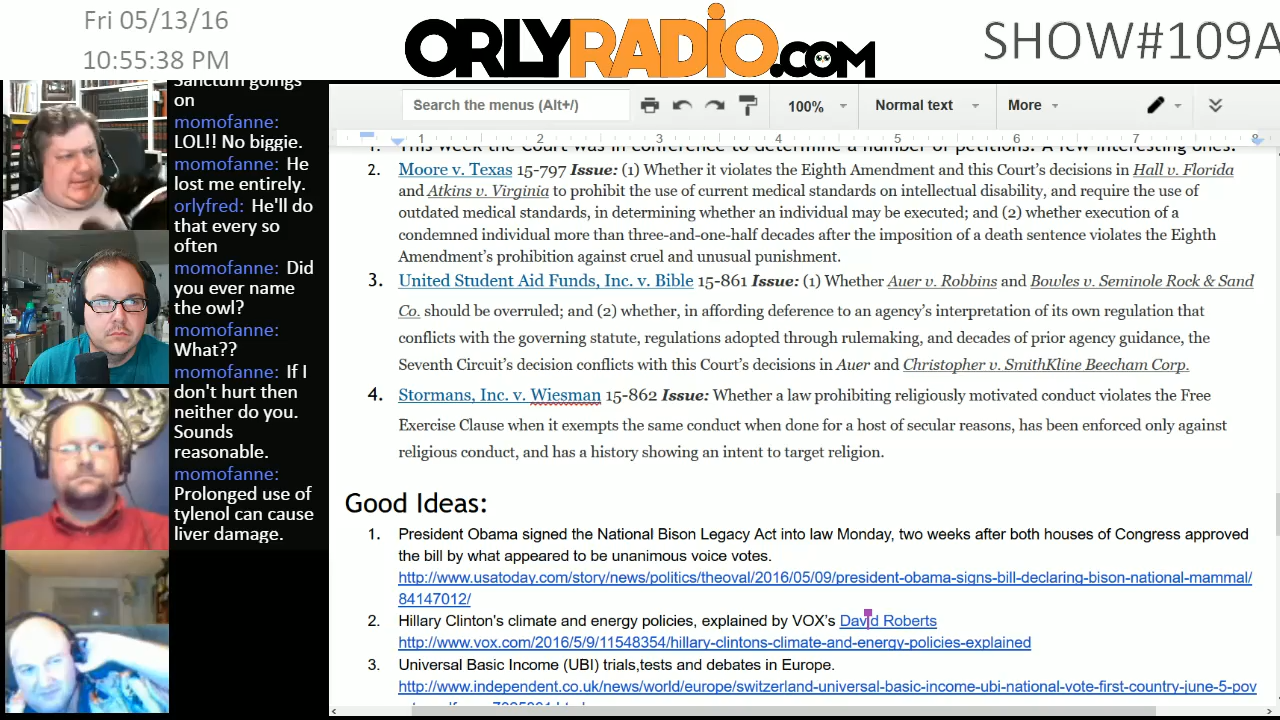 Fri 05/13/16
10:55:38 PM
ORLYRADIO.COM
SHOW#109A
Sanctum goings
on
momofanne:
LOL!! No biggie.
momofanne: He
lost me entirely.
orlyfred: He'll do
that every so
often
momofanne: Did
you ever name
the owl?
momofanne:
What??
momofanne: If I
don't hurt then
neither do you.
Sounds
reasonable.
momofanne:
Prolonged use of
tylenol can cause
liver damage.
Search the menus (Alt+/)
100%
Normal text
More
1 2 3 4 5 6 7 8
1. This week the Court was in conference to determine a number of petitions. A few interesting ones:
2. Moore v. Texas 15-797 Issue: (1) Whether it violates the Eighth Amendment and this Court's decisions in Hall v. Florida
and Atkins v. Virginia to prohibit the use of current medical standards on intellectual disability, and require the use of
outdated medical standards, in determining whether an individual may be executed; and (2) whether execution of a
condemned individual more than three-and-one-half decades after the imposition of a death sentence violates the Eighth
Amendment's prohibition against cruel and unusual punishment.
3. United Student Aid Funds, Inc. v. Bible 15-861 Issue: (1) Whether Auer v. Robbins and Bowles v. Seminole Rock & Sand
Co. should be overruled; and (2) whether, in affording deference to an agency's interpretation of its own regulation that
conflicts with the governing statute, regulations adopted through rulemaking, and decades of prior agency guidance, the
Seventh Circuit's decision conflicts with this Court's decisions in Auer and Christopher v. SmithKline Beecham Corp.
4. Stormans, Inc. v. Wiesman 15-862 Issue: Whether a law prohibiting religiously motivated conduct violates the Free
Exercise Clause when it exempts the same conduct when done for a host of secular reasons, has been enforced only against
religious conduct, and has a history showing an intent to target religion.
Good Ideas:
1. President Obama signed the National Bison Legacy Act into law Monday, two weeks after both houses of Congress approved
the bill by what appeared to be unanimous voice votes.
http://www.usatoday.com/story/news/politics/theoval/2016/05/09/president-obama-signs-bill-declaring-bison-national-mammal/
84147012/
2. Hillary Clinton's climate and energy policies, explained by VOX's David Roberts
http://www.vox.com/2016/5/9/11548354/hillary-clintons-climate-and-energy-policies-explained
3. Universal Basic Income (UBI) trials,tests and debates in Europe.
http://www.independent.co.uk/news/world/europe/switzerland-universal-basic-income-ubi-national-vote-first-country-june-5-pov